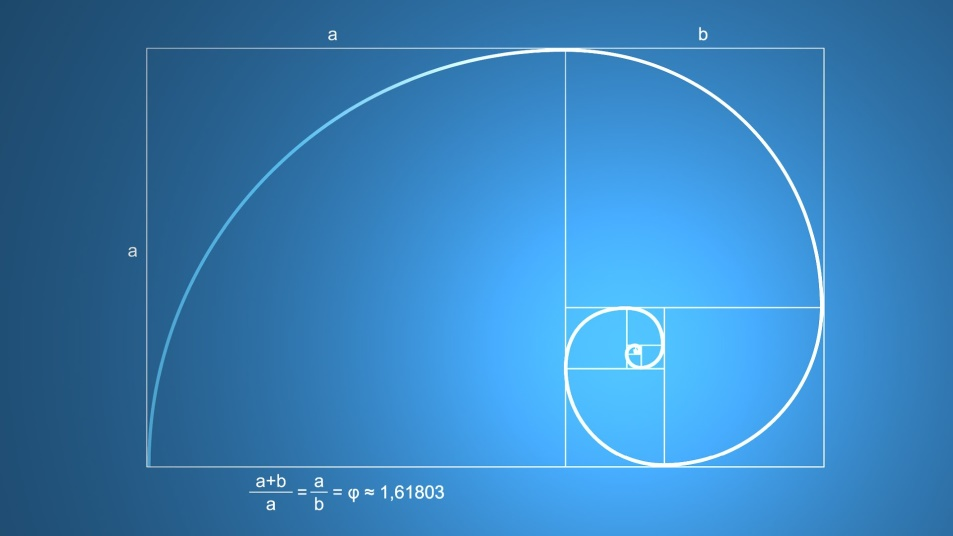 a b
a
a+b/a = a/b = φ ≈ 1,61803